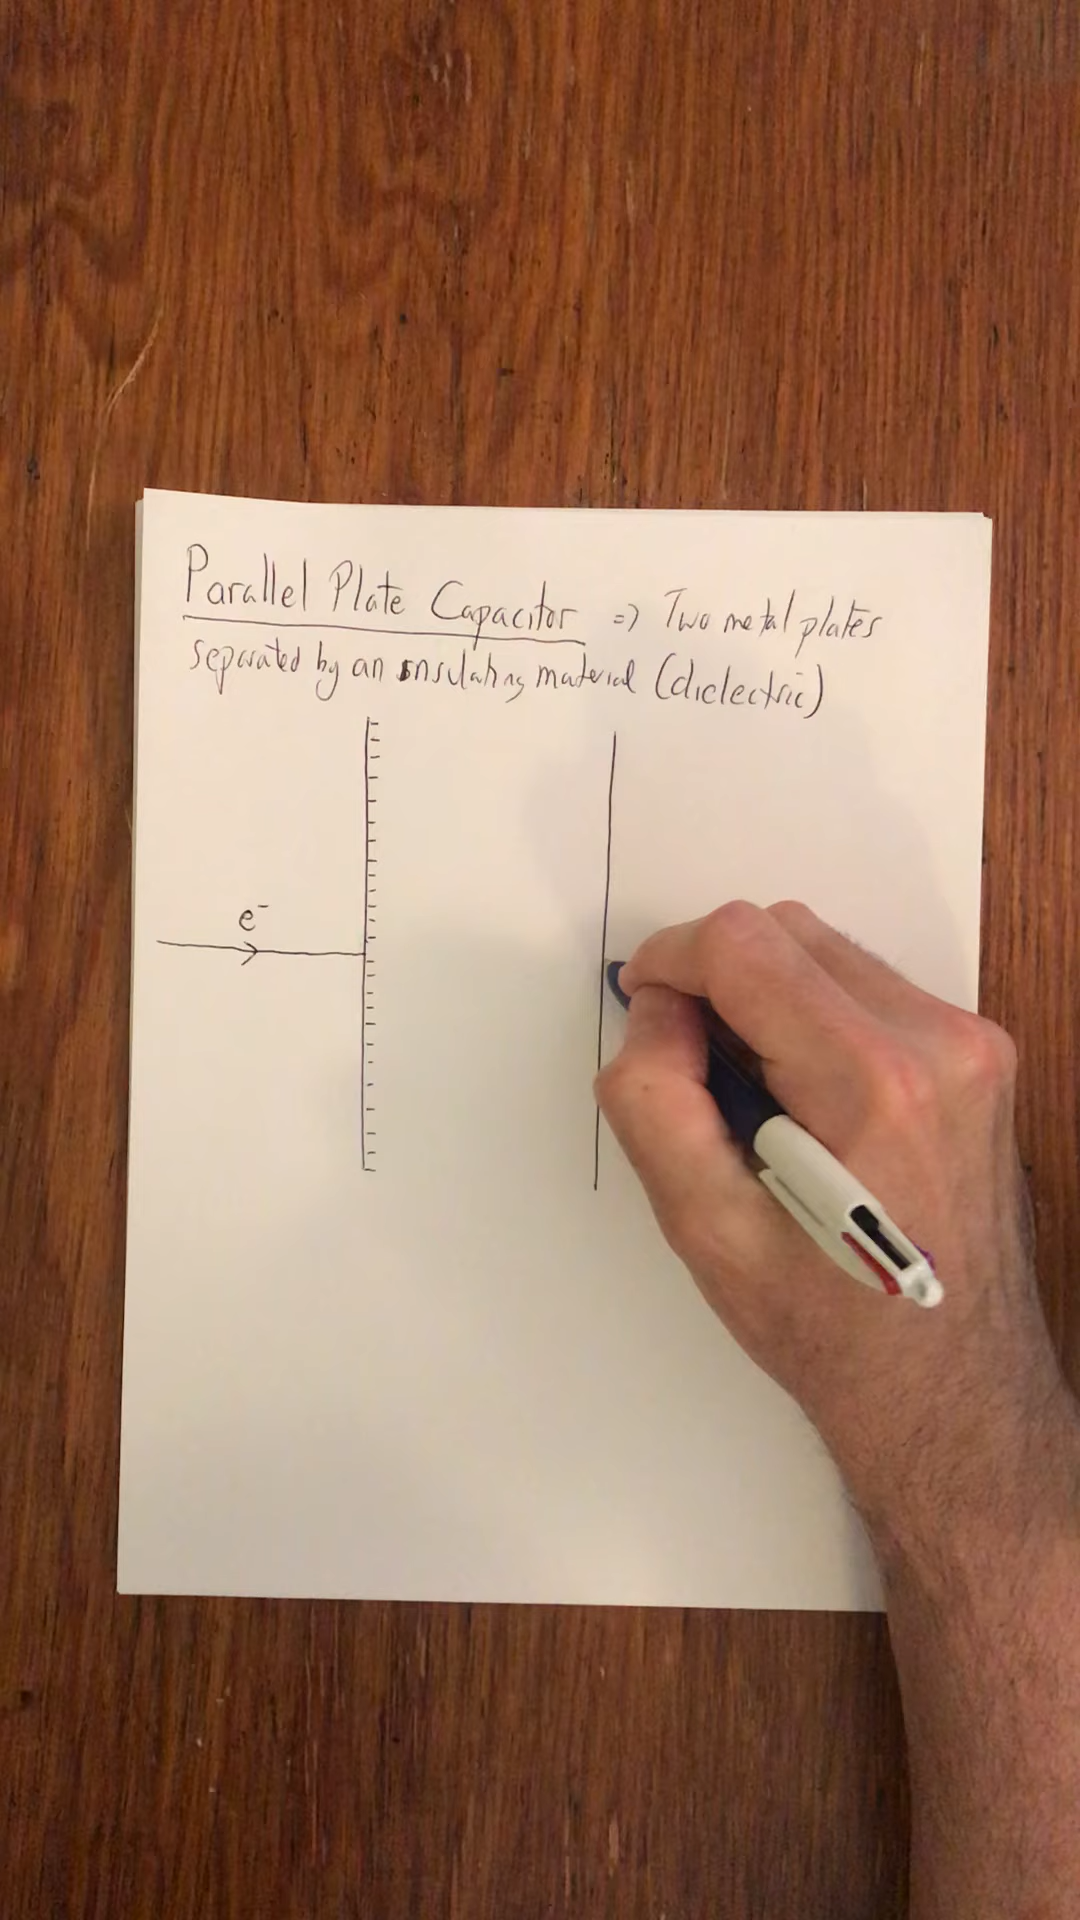 Parallel Plate Capacitor => Two metal plates
separated by an insulating material (dielectric)
e⁻